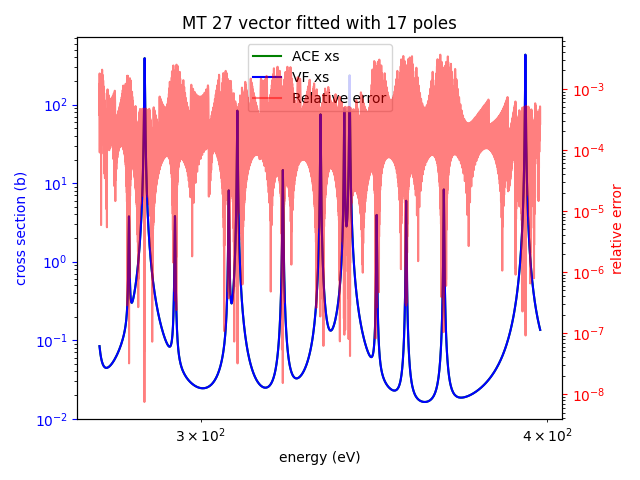 MT 27 vector fitted with 17 poles
ACE xs
VF xs
Relative error
cross section (b)
10²
10¹
10⁰
10⁻¹
10⁻²
relative error
10⁻³
10⁻⁴
10⁻⁵
10⁻⁶
10⁻⁷
10⁻⁸
3 × 10²
4 × 10²
energy (eV)